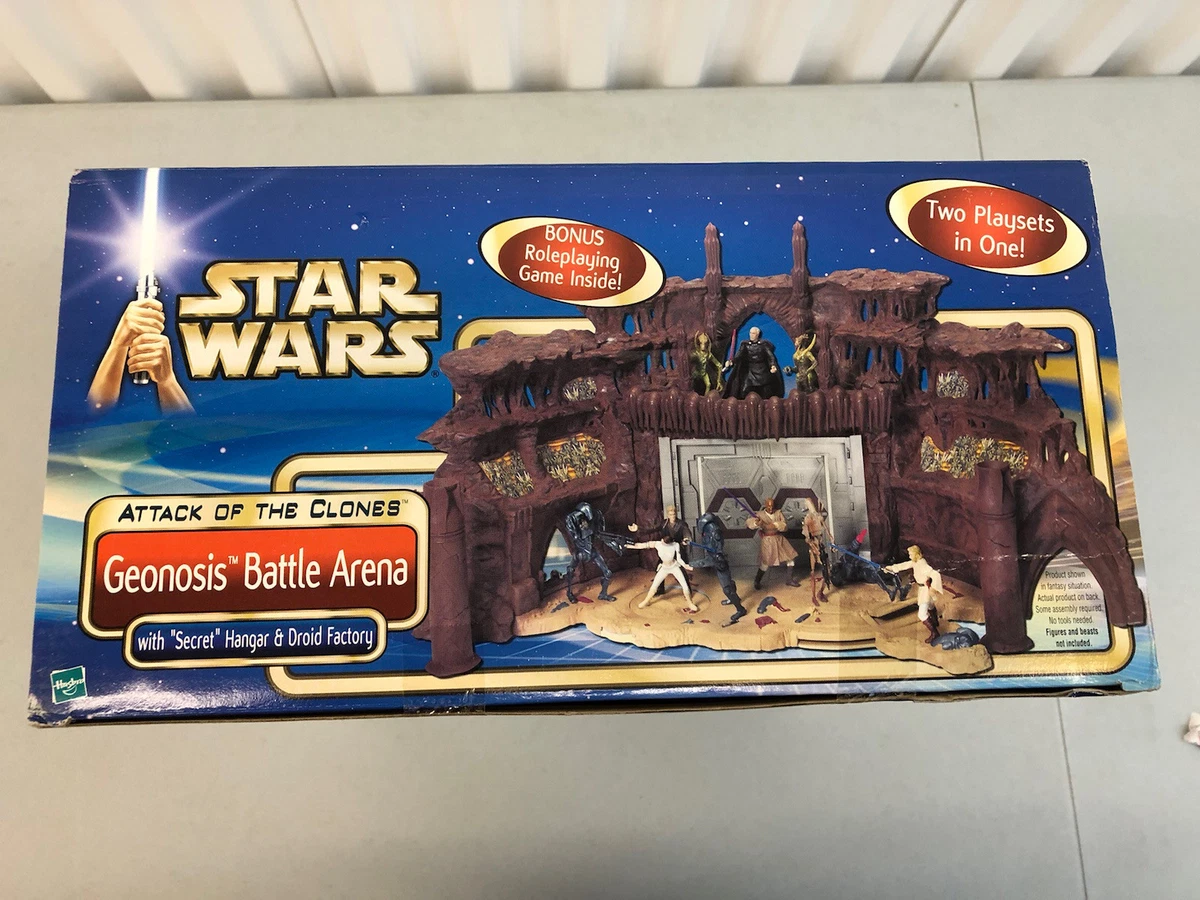 STAR
WARS
BONUS
Roleplaying
Game Inside!
Two Playsets
in One!
ATTACK OF THE CLONES™
Geonosis™ Battle Arena
with "Secret" Hangar & Droid Factory
Hasbro
Product shown
in fantasy situation.
Actual product on back.
Some assembly required.
No tools needed.
Figures and beasts
not included.